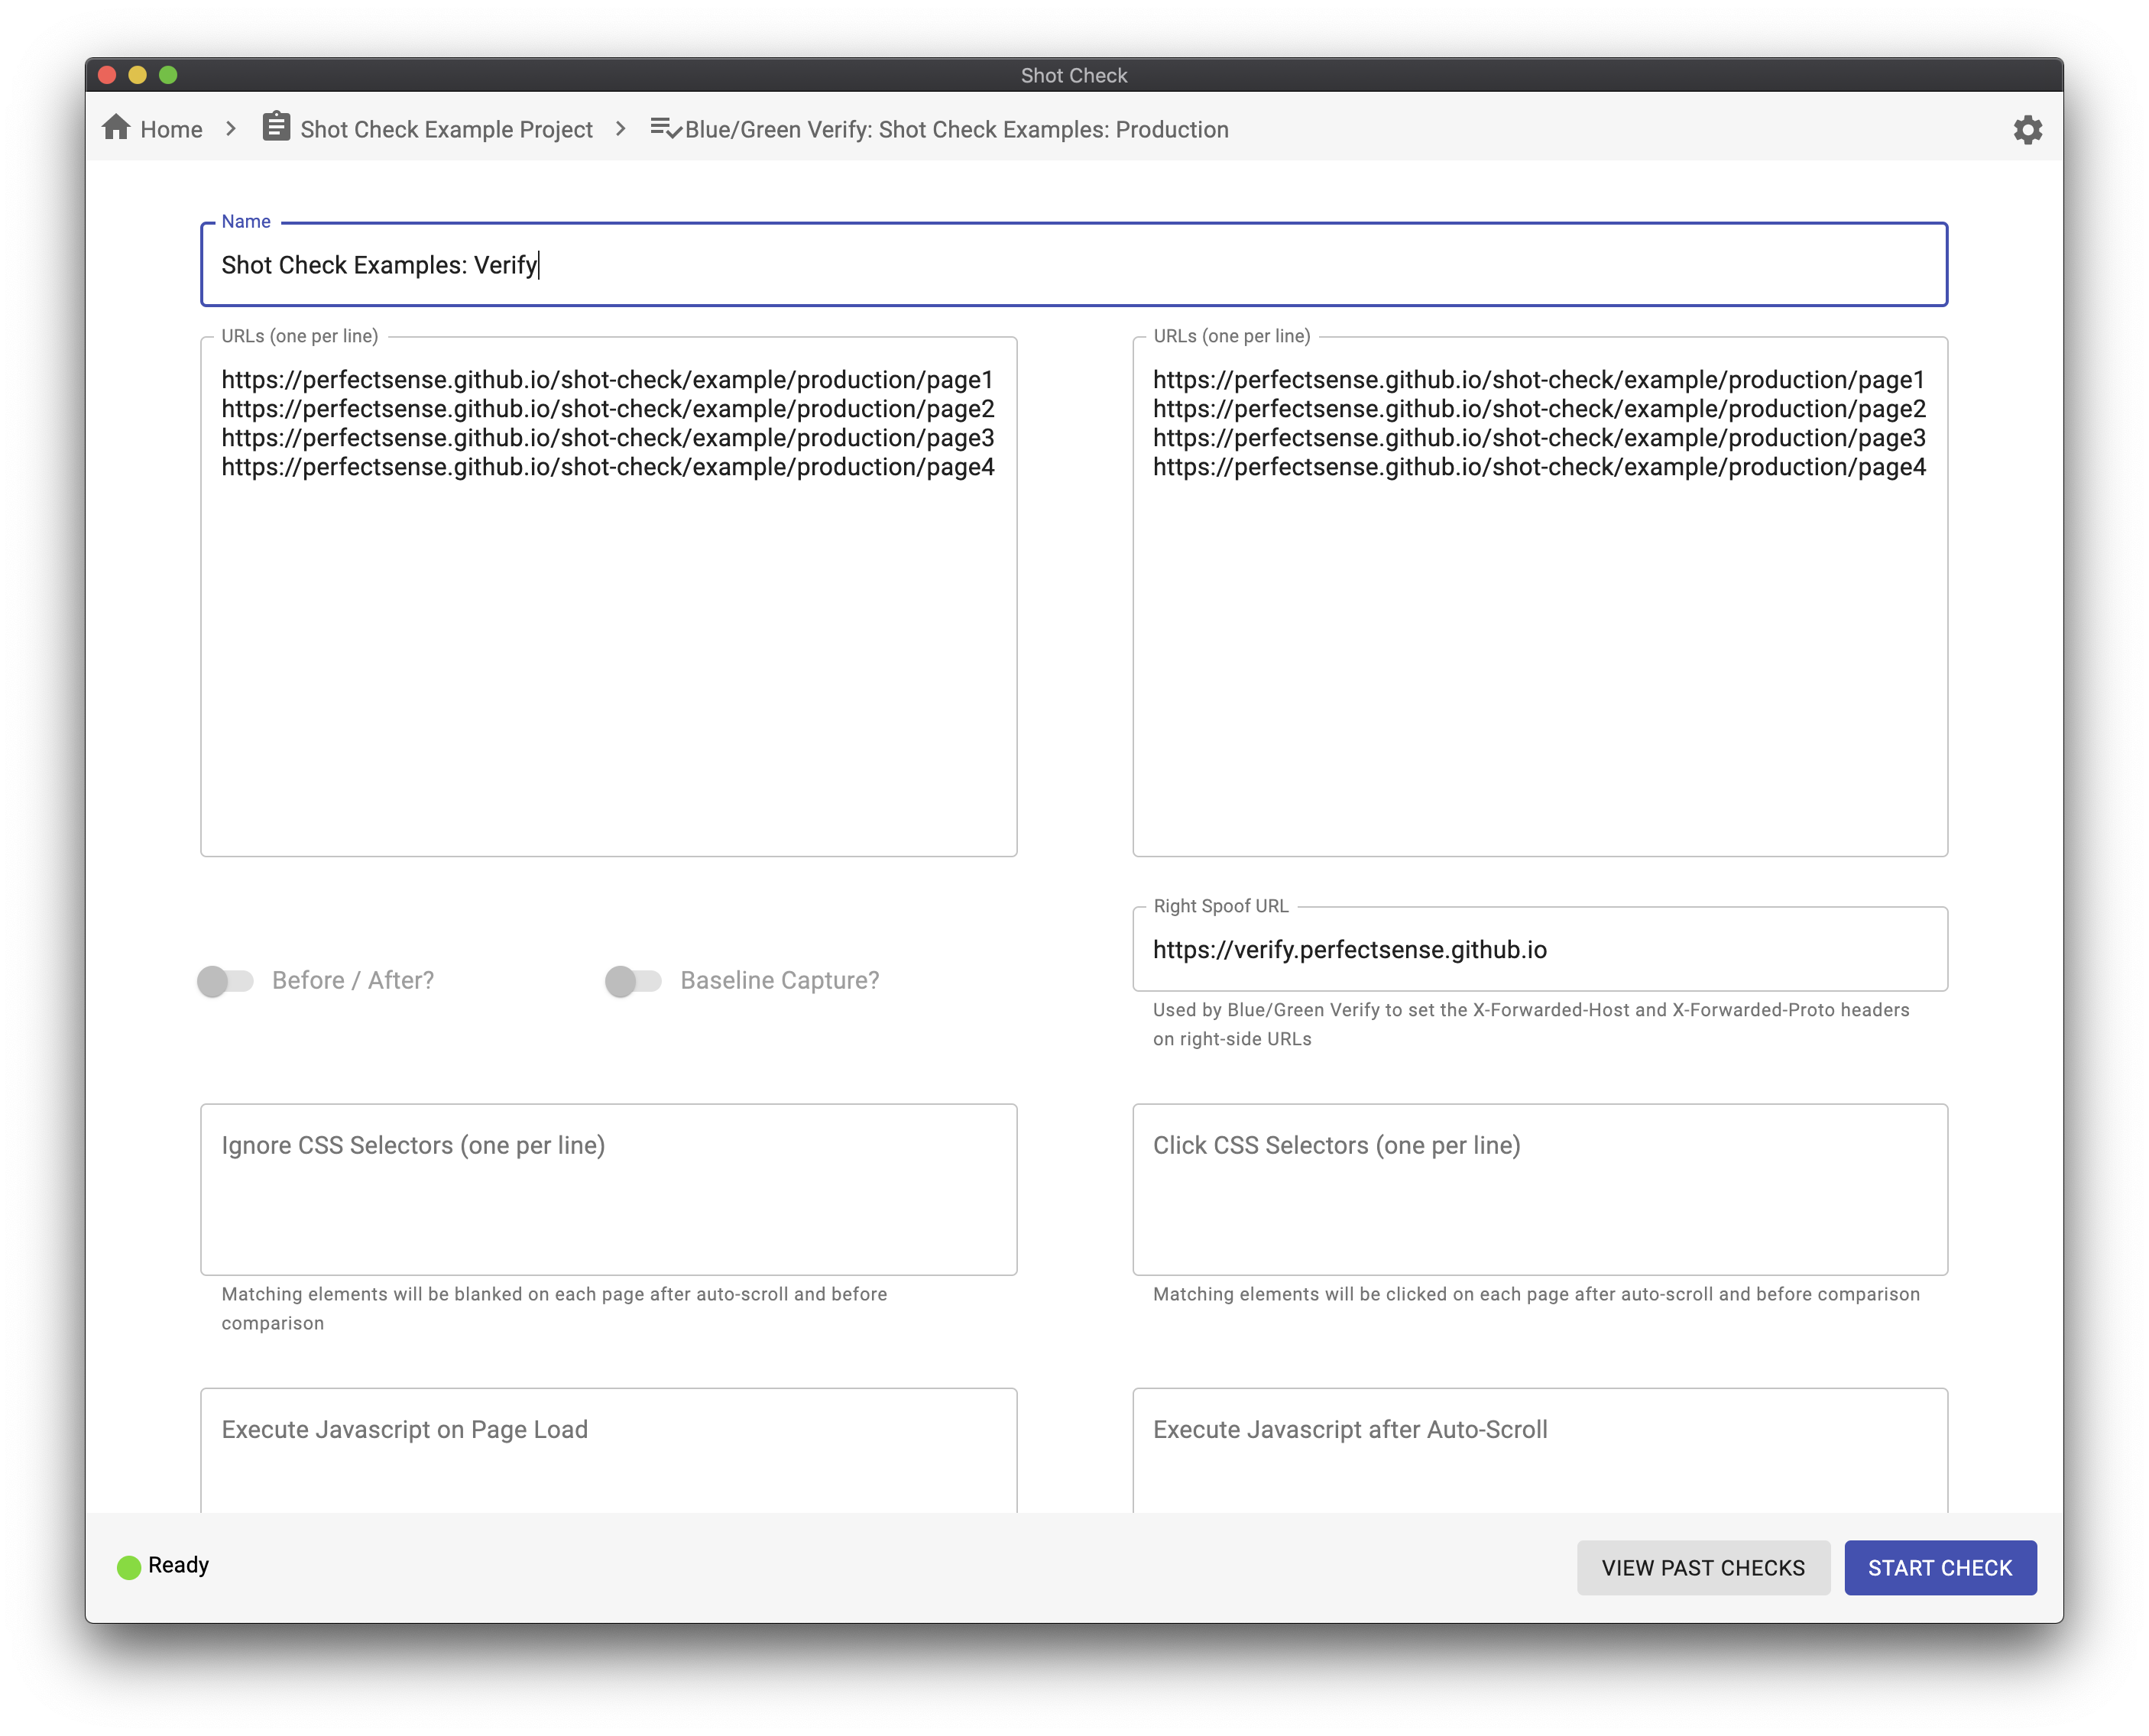 Shot Check
Home > Shot Check Example Project > Blue/Green Verify: Shot Check Examples: Production
Name
Shot Check Examples: Verify
URLs (one per line)
https://perfectsense.github.io/shot-check/example/production/page1
https://perfectsense.github.io/shot-check/example/production/page2
https://perfectsense.github.io/shot-check/example/production/page3
https://perfectsense.github.io/shot-check/example/production/page4
URLs (one per line)
https://perfectsense.github.io/shot-check/example/production/page1
https://perfectsense.github.io/shot-check/example/production/page2
https://perfectsense.github.io/shot-check/example/production/page3
https://perfectsense.github.io/shot-check/example/production/page4
Before / After?
Baseline Capture?
Right Spoof URL
https://verify.perfectsense.github.io
Used by Blue/Green Verify to set the X-Forwarded-Host and X-Forwarded-Proto headers
on right-side URLs
Ignore CSS Selectors (one per line)
Matching elements will be blanked on each page after auto-scroll and before
comparison
Click CSS Selectors (one per line)
Matching elements will be clicked on each page after auto-scroll and before comparison
Execute Javascript on Page Load
Execute Javascript after Auto-Scroll
Ready
VIEW PAST CHECKS
START CHECK